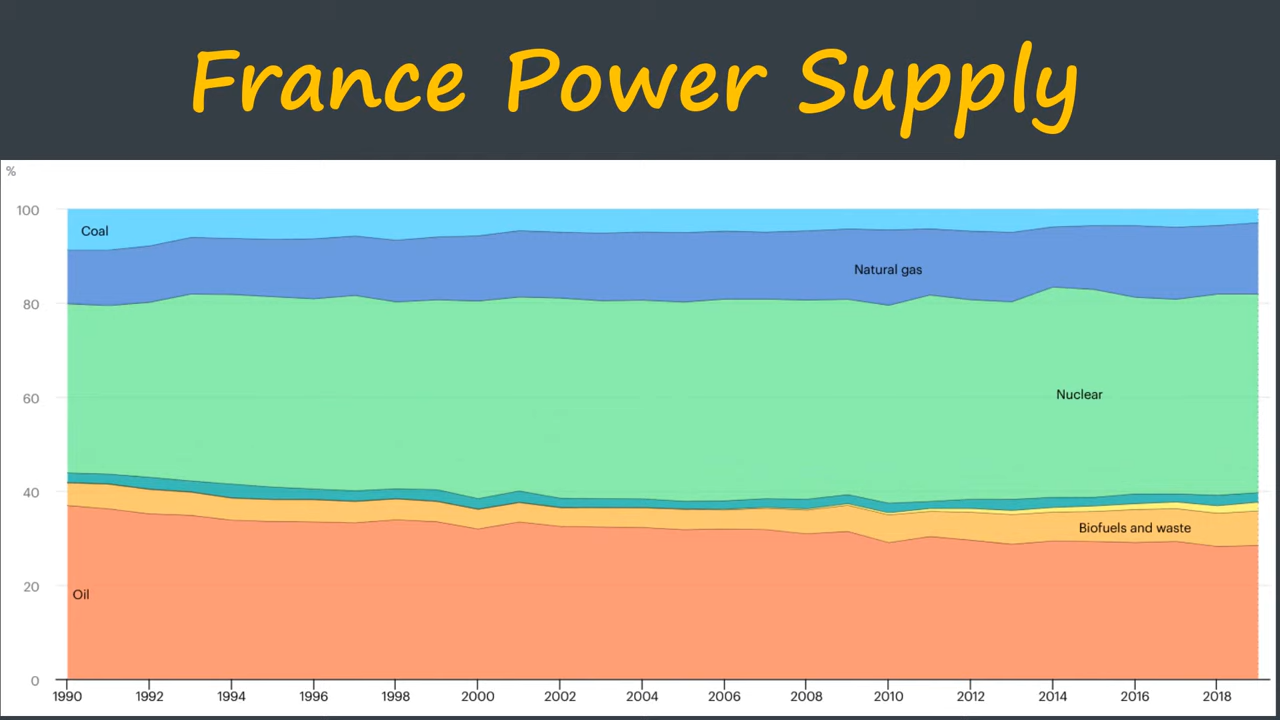 France Power Supply
%
100
Coal
Natural gas
80
Nuclear
60
40
Biofuels and waste
20
Oil
0
1990 1992 1994 1996 1998 2000 2002 2004 2006 2008 2010 2012 2014 2016 2018